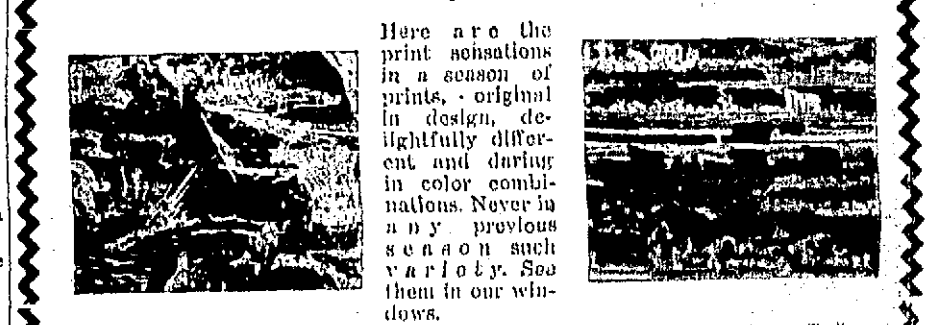 Here are the
print sensations
in a season of
prints, - original
in design, de-
lightfully differ-
ent and daring
in color combi-
nations. Never in
any previous
season such
variety. See
them in our win-
dows.